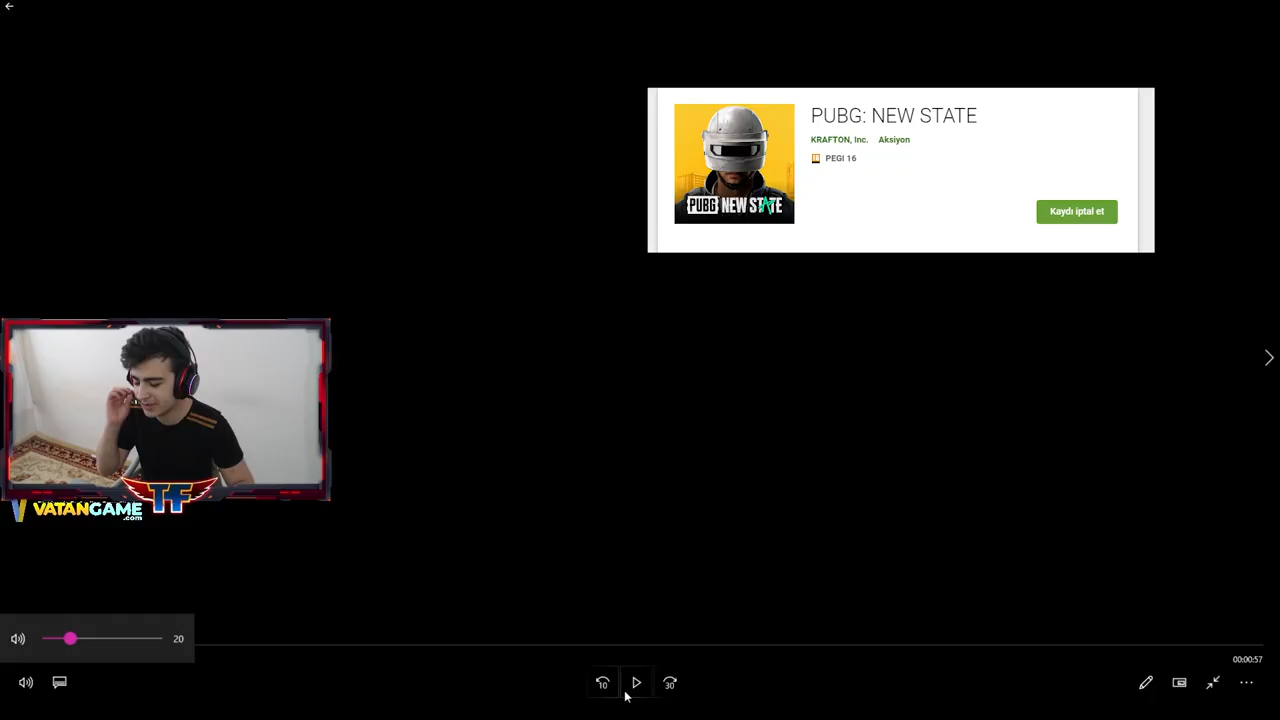 PUBG: NEW STATE
KRAFTON, Inc. Aksiyon
PEGI 16
PUBG NEW STATE
Kaydı iptal et
TF
VATANGAME
.com
20
00:00:57
10
30